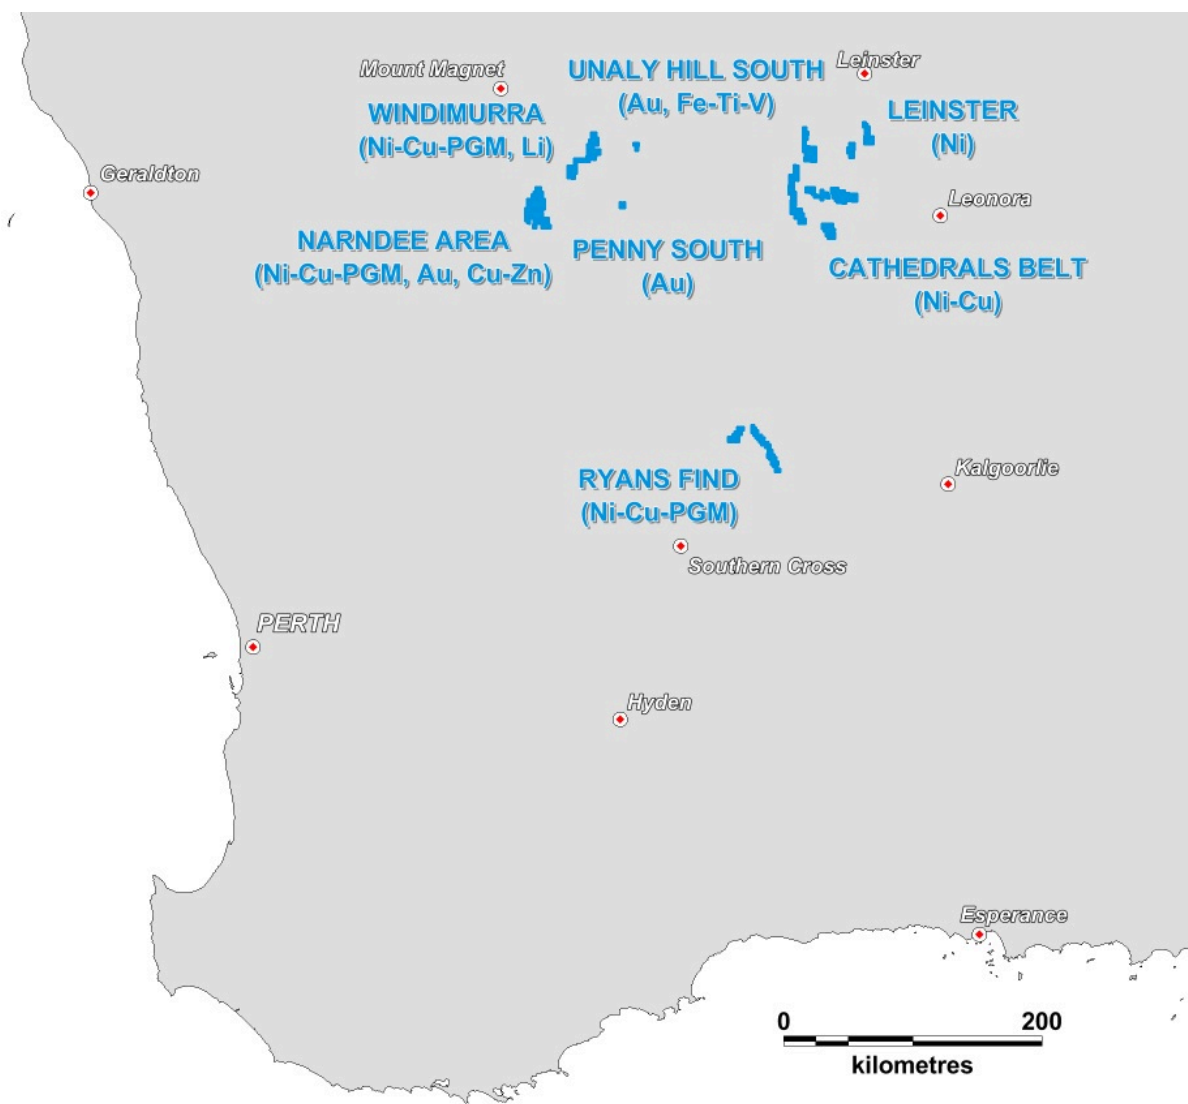 Mount Magnet
UNALY HILL SOUTH
(Au, Fe-Ti-V)
Leinster
WINDIMURRA
(Ni-Cu-PGM, Li)
LEINSTER
(Ni)
Geraldton
Leonora
NARNDEE AREA
(Ni-Cu-PGM, Au, Cu-Zn)
PENNY SOUTH
(Au)
CATHEDRALS BELT
(Ni-Cu)
RYANS FIND
(Ni-Cu-PGM)
Kalgoorlie
Southern Cross
PERTH
Hyden
Esperance
0 200
kilometres